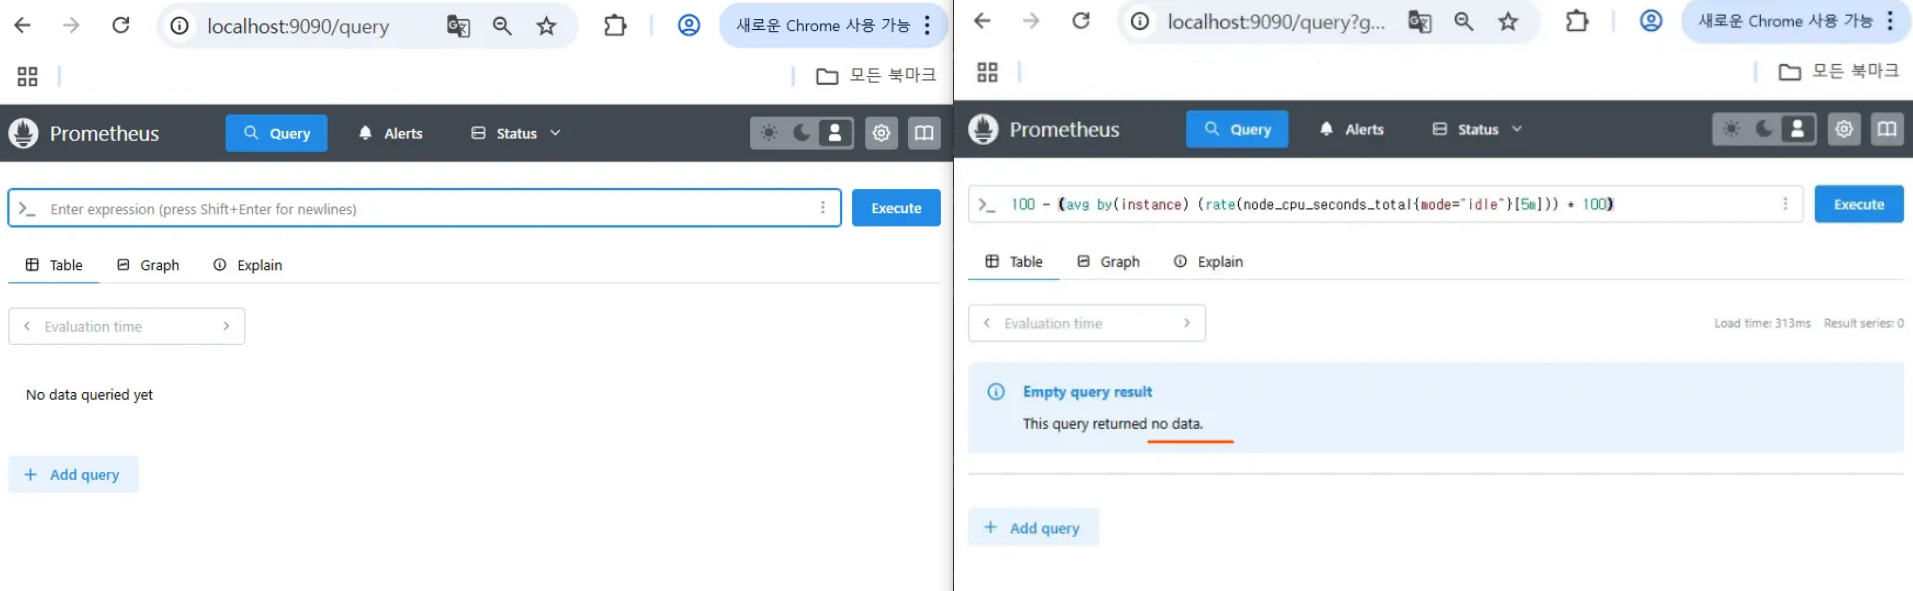 localhost:9090/query
새로운 Chrome 사용 가능
모든 북마크
Prometheus
Query
Alerts
Status
>_ Enter expression (press Shift+Enter for newlines)
Execute
Table
Graph
Explain
Evaluation time
No data queried yet
+ Add query
localhost:9090/query?g...
새로운 Chrome 사용 가능
모든 북마크
Prometheus
Query
Alerts
Status
>_ 100 - (avg by(instance) (rate(node_cpu_seconds_total{mode="idle"}[5m])) * 100)
Execute
Table
Graph
Explain
Evaluation time
Load time: 313ms Result series: 0
Empty query result
This query returned no data.
+ Add query